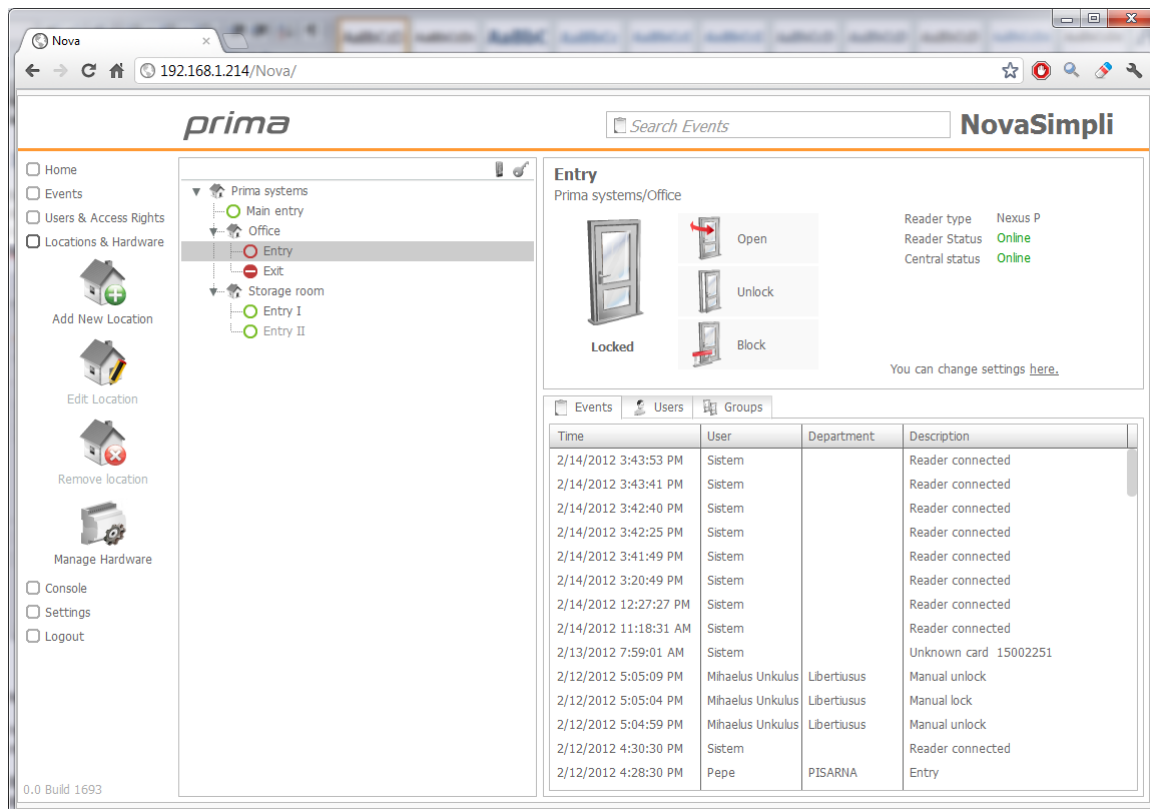 Nova
192.168.1.214/Nova/
prima
Search Events
NovaSimpli
Home
Events
Users & Access Rights
Locations & Hardware
Add New Location
Edit Location
Remove location
Manage Hardware
Console
Settings
Logout
0.0 Build 1693
Prima systems
Main entry
Office
Entry
Exit
Storage room
Entry I
Entry II
Entry
Prima systems/Office
Locked
Open
Unlock
Block
Reader type Nexus P
Reader Status Online
Central status Online
You can change settings here.
Events Users Groups
Time User Department Description
2/14/2012 3:43:53 PM Sistem Reader connected
2/14/2012 3:43:41 PM Sistem Reader connected
2/14/2012 3:42:40 PM Sistem Reader connected
2/14/2012 3:42:25 PM Sistem Reader connected
2/14/2012 3:41:49 PM Sistem Reader connected
2/14/2012 3:20:49 PM Sistem Reader connected
2/14/2012 12:27:27 PM Sistem Reader connected
2/14/2012 11:18:31 AM Sistem Reader connected
2/13/2012 7:59:01 AM Sistem Unknown card 15002251
2/12/2012 5:05:09 PM Mihaelus Unkulus Libertiusus Manual unlock
2/12/2012 5:05:04 PM Mihaelus Unkulus Libertiusus Manual lock
2/12/2012 5:04:59 PM Mihaelus Unkulus Libertiusus Manual unlock
2/12/2012 4:30:30 PM Sistem Reader connected
2/12/2012 4:28:30 PM Pepe PISARNA Entry